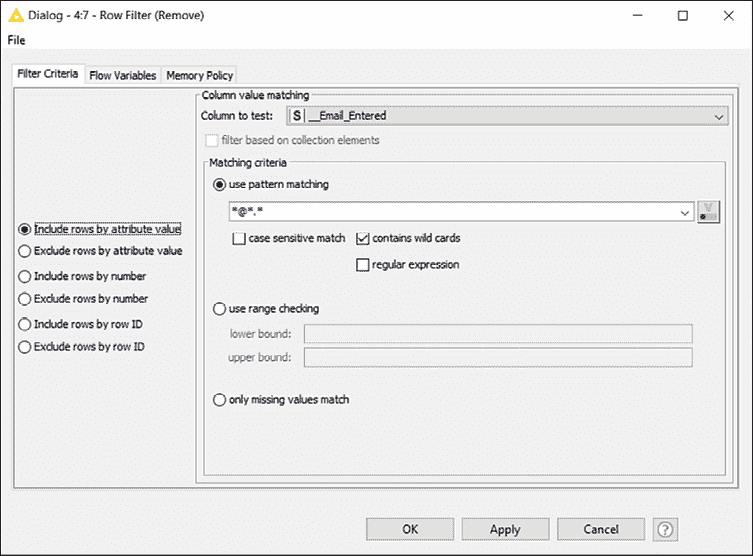 Dialog - 4:7 - Row Filter (Remove)
File
Filter Criteria Flow Variables Memory Policy
Column value matching
Column to test: S __Email_Entered
filter based on collection elements
Matching criteria
use pattern matching
*@*.*
case sensitive match contains wild cards
regular expression
use range checking
lower bound:
upper bound:
only missing values match
Include rows by attribute value
Exclude rows by attribute value
Include rows by number
Exclude rows by number
Include rows by row ID
Exclude rows by row ID
OK Apply Cancel ?